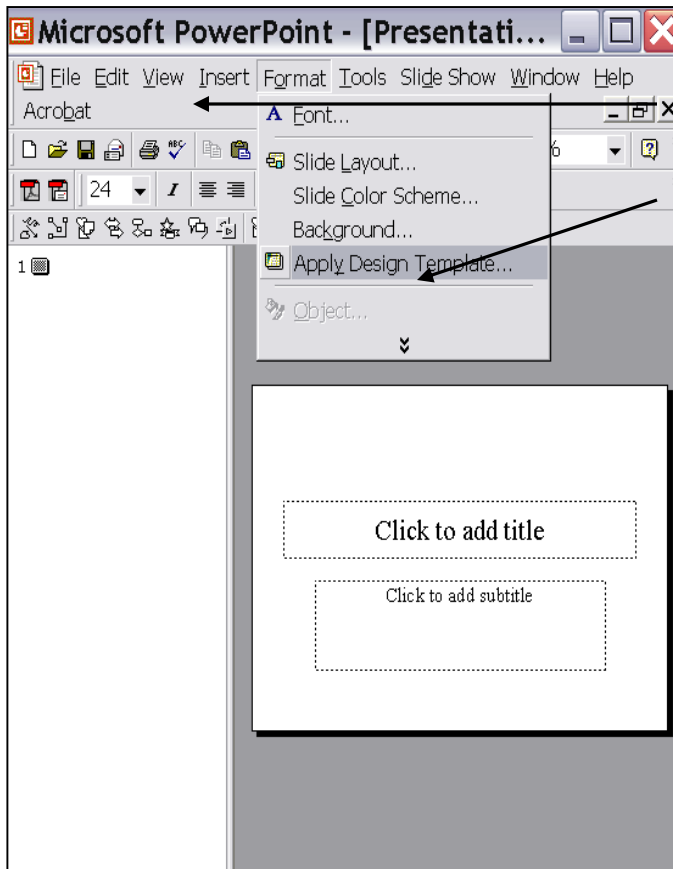 Microsoft PowerPoint - [Presentati...
File Edit View Insert Format Tools Slide Show Window Help
Acrobat
Font...
Slide Layout...
Slide Color Scheme...
Background...
Apply Design Template...
Object...
ABC
%
24
I
1
Click to add title
Click to add subtitle